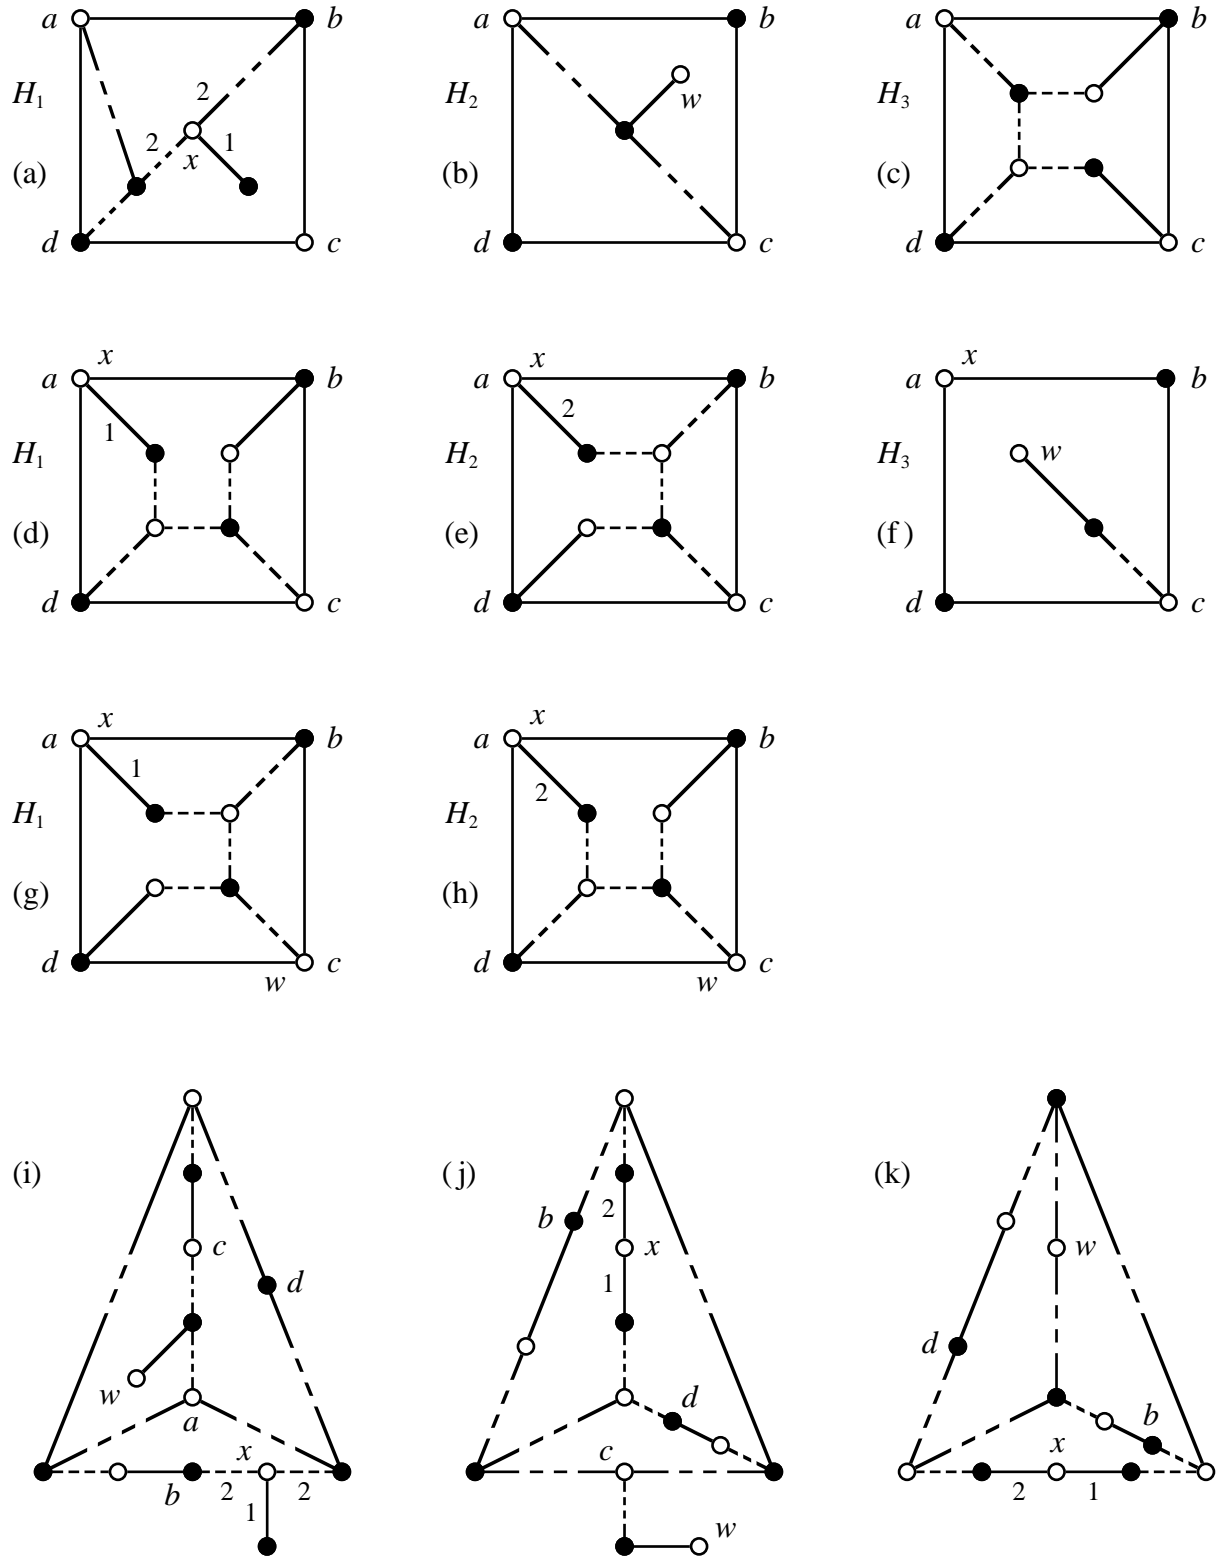 a b a b a b
H₁ 2 H₂ w H₃
(a) 2 x 1 (b) (c)
d c d c d c
x x x
a b a b a b
1 2
H₁ H₂ H₃ w
(d) (e) (f)
d c d c d c
x x
a b a b
1 2
H₁ H₂
(g) (h)
d c d c
w w
(i) (j) (k)
b 2
c d x w
1
w d d
a b
x c x
b 2 2 2 1
1 w